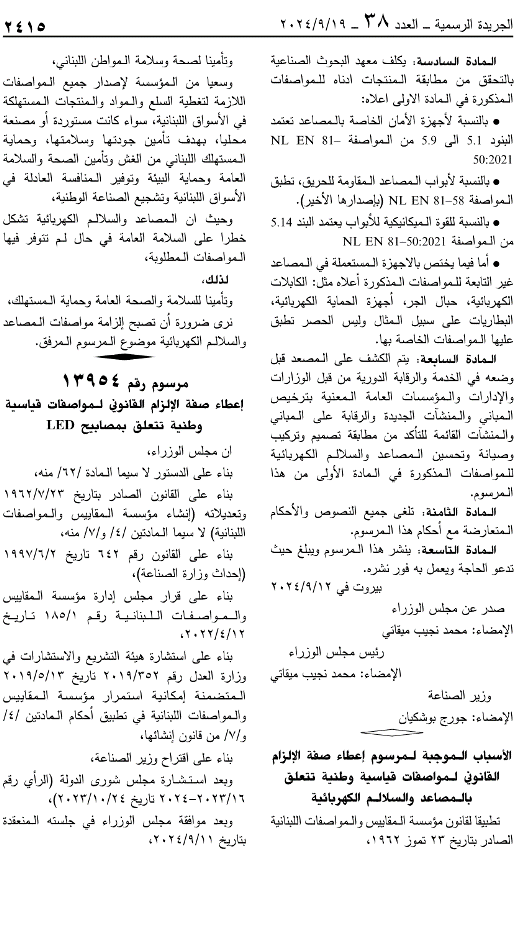 الجريدة الرسمية ــ العدد ٣٨ ــ ٢٠٢٤/٩/١٩
٢٤١٥
المادة السادسة: يكلف معهد البحوث الصناعية
بالتحقق من مطابقة المنتجات ادناه للمواصفات
المذكورة في المادة الاولى اعلاه:
● بالنسبة لأجهزة الأمان الخاصة بالمصاعد تعتمد
البنود 5.1 الى 5.9 من المواصفة NL EN 81–
50:2021
● بالنسبة لأبواب المصاعد المقاومة للحريق، تطبق
المواصفة NL EN 81–58 (بإصدارها الأخير).
● بالنسبة للقوة الميكانيكية للأبواب يعتمد البند 5.14
من المواصفة NL EN 81–50:2021
● أما فيما يختص بالاجهزة المستعملة في المصاعد
غير التابعة للمواصفات المذكورة أعلاه مثل: الكابلات
الكهربائية، حبال الجر، أجهزة الحماية الكهربائية،
البطاريات على سبيل المثال وليس الحصر تطبق
عليها المواصفات الخاصة بها.
المادة السابعة: يتم الكشف على المصعد قبل
وضعه في الخدمة والرقابة الدورية من قبل الوزارات
والإدارات والمؤسسات العامة المعنية بترخيص
المباني والمنشآت الجديدة والرقابة على المباني
والمنشآت القائمة للتأكد من مطابقة تصميم وتركيب
وصيانة وتحسين المصاعد والسلالم الكهربائية
للمواصفات المذكورة في المادة الأولى من هذا
المرسوم.
المادة الثامنة: تلغى جميع النصوص والأحكام
المتعارضة مع أحكام هذا المرسوم.
المادة التاسعة: ينشر هذا المرسوم ويبلغ حيث
تدعو الحاجة ويعمل به فور نشره.
بيروت في ٢٠٢٤/٩/١٢
صدر عن مجلس الوزراء
الإمضاء: محمد نجيب ميقاتي
رئيس مجلس الوزراء
الإمضاء: محمد نجيب ميقاتي
وزير الصناعة
الإمضاء: جورج بوشكيان
الأسباب الموجبة لمرسوم إعطاء صفة الإلزام
القانوني لمواصفات قياسية وطنية تتعلق
بالمصاعد والسلالم الكهربائية
تطبيقا لقانون مؤسسة المقاييس والمواصفات اللبنانية
الصادر بتاريخ ٢٣ تموز ١٩٦٢،
وتأمينا لصحة وسلامة المواطن اللبناني،
وسعيا من المؤسسة لإصدار جميع المواصفات
اللازمة لتغطية السلع والمواد والمنتجات المستهلكة
في الأسواق اللبنانية، سواء كانت مستوردة أو مصنعة
محليا، بهدف تأمين جودتها وسلامتها، وحماية
المستهلك اللبناني من الغش وتأمين الصحة والسلامة
العامة وحماية البيئة وتوفير المنافسة العادلة في
الأسواق اللبنانية وتشجيع الصناعة الوطنية،
وحيث ان المصاعد والسلالم الكهربائية تشكل
خطرا على السلامة العامة في حال لم تتوفر فيها
المواصفات المطلوبة،
لذلك،
وتأمينا للسلامة والصحة العامة وحماية المستهلك،
نرى ضرورة أن تصبح إلزامة مواصفات المصاعد
والسلالم الكهربائية موضوع المرسوم المرفق.
مرسوم رقم ١٣٩٥٤
إعطاء صفة الإلزام القانوني لمواصفات قياسية
وطنية تتعلق بمصابيح LED
ان مجلس الوزراء،
بناء على الدستور لا سيما المادة /٦٢/ منه،
بناء على القانون الصادر بتاريخ ١٩٦٢/٧/٢٣
وتعديلاته (إنشاء مؤسسة المقاييس والمواصفات
اللبنانية) لا سيما المادتين /٤/ و/٧/ منه،
بناء على القانون رقم ٦٤٢ تاريخ ١٩٩٧/٦/٢
(إحداث وزارة الصناعة)،
بناء على قرار مجلس إدارة مؤسسة المقاييس
والمواصفات اللبنانية رقم ١٨٥/١ تاريخ
٢٠٢٢/٤/١٢،
بناء على استشارة هيئة التشريع والاستشارات في
وزارة العدل رقم ٢٠١٩/٣٥٢ تاريخ ٢٠١٩/٥/١٣
المتضمنة إمكانية استمرار مؤسسة المقاييس
والمواصفات اللبنانية في تطبيق أحكام المادتين /٤/
و/٧/ من قانون إنشائها،
بناء على اقتراح وزير الصناعة،
وبعد استشارة مجلس شورى الدولة (الرأي رقم
٢٠٢٣/١٦–٢٠٢٤ تاريخ ٢٠٢٣/١٠/٢٤)،
وبعد موافقة مجلس الوزراء في جلسته المنعقدة
بتاريخ ٢٠٢٤/٩/١١،